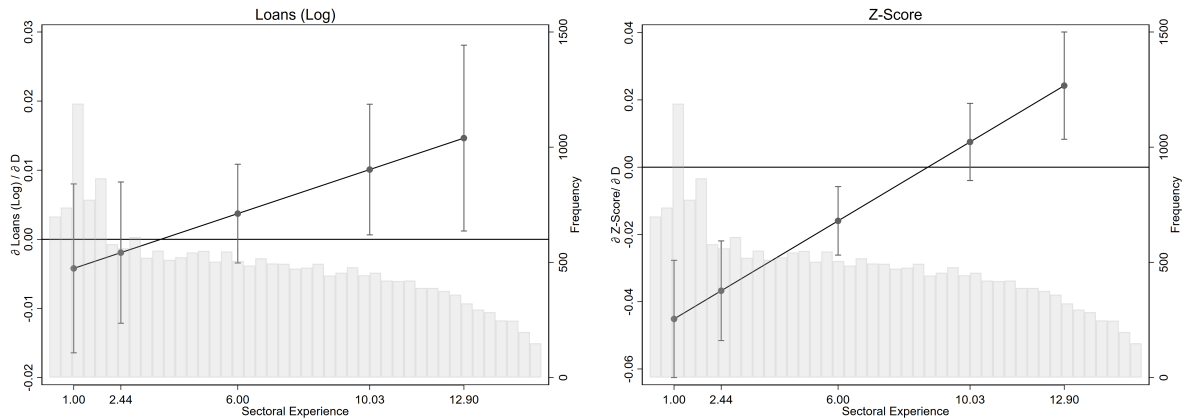 Loans (Log)
0.03
0.02
0.01
0.00
-0.01
-0.02
∂ Loans (Log) / ∂ D
1500
1000
500
0
Frequency
1.00 2.44 6.00 10.03 12.90
Sectoral Experience
Z-Score
0.04
0.02
0.00
-0.02
-0.04
-0.06
∂ Z-Score/ ∂ D
1500
1000
500
0
Frequency
1.00 2.44 6.00 10.03 12.90
Sectoral Experience